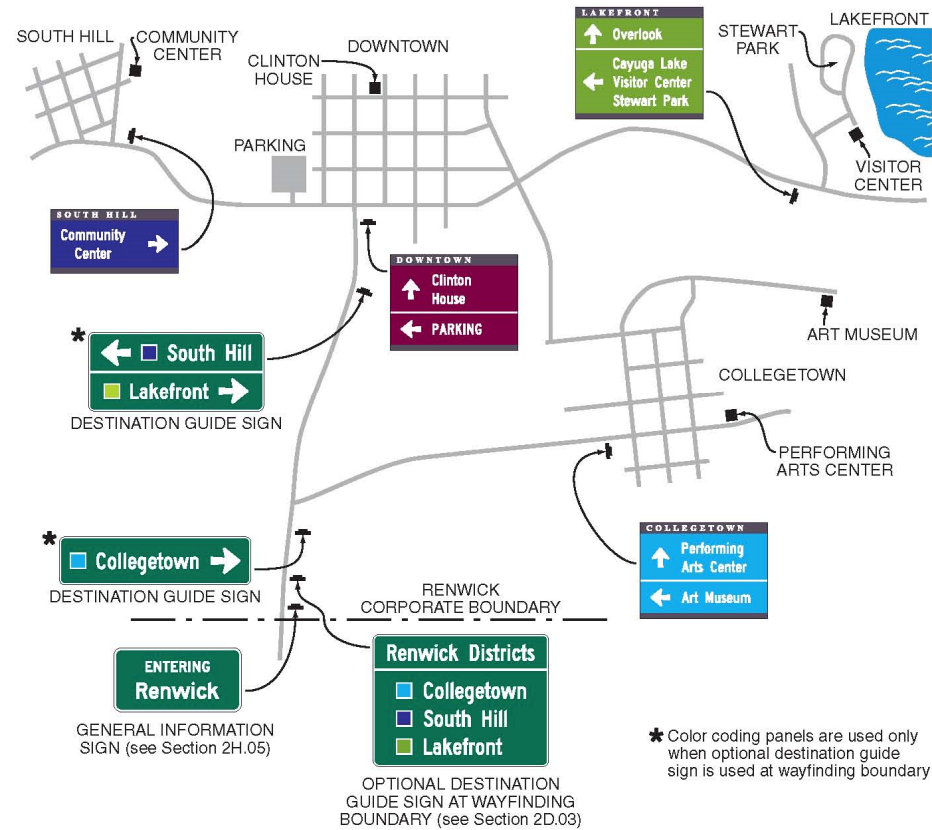 SOUTH HILL
COMMUNITY
CENTER
DOWNTOWN
CLINTON
HOUSE
PARKING
LAKEFRONT
Overlook
Cayuga Lake
Visitor Center
Stewart Park
STEWART
PARK
LAKEFRONT
VISITOR
CENTER
SOUTH HILL
Community
Center
DOWNTOWN
Clinton
House
PARKING
ART MUSEUM
COLLEGETOWN
PERFORMING
ARTS CENTER
*
South Hill
Lakefront
DESTINATION GUIDE SIGN
*
Collegetown
DESTINATION GUIDE SIGN
COLLEGETOWN
Performing
Arts Center
Art Museum
RENWICK
CORPORATE BOUNDARY
ENTERING
Renwick
GENERAL INFORMATION
SIGN (see Section 2H.05)
Renwick Districts
Collegetown
South Hill
Lakefront
OPTIONAL DESTINATION
GUIDE SIGN AT WAYFINDING
BOUNDARY (see Section 2D.03)
* Color coding panels are used only
when optional destination guide
sign is used at wayfinding boundary